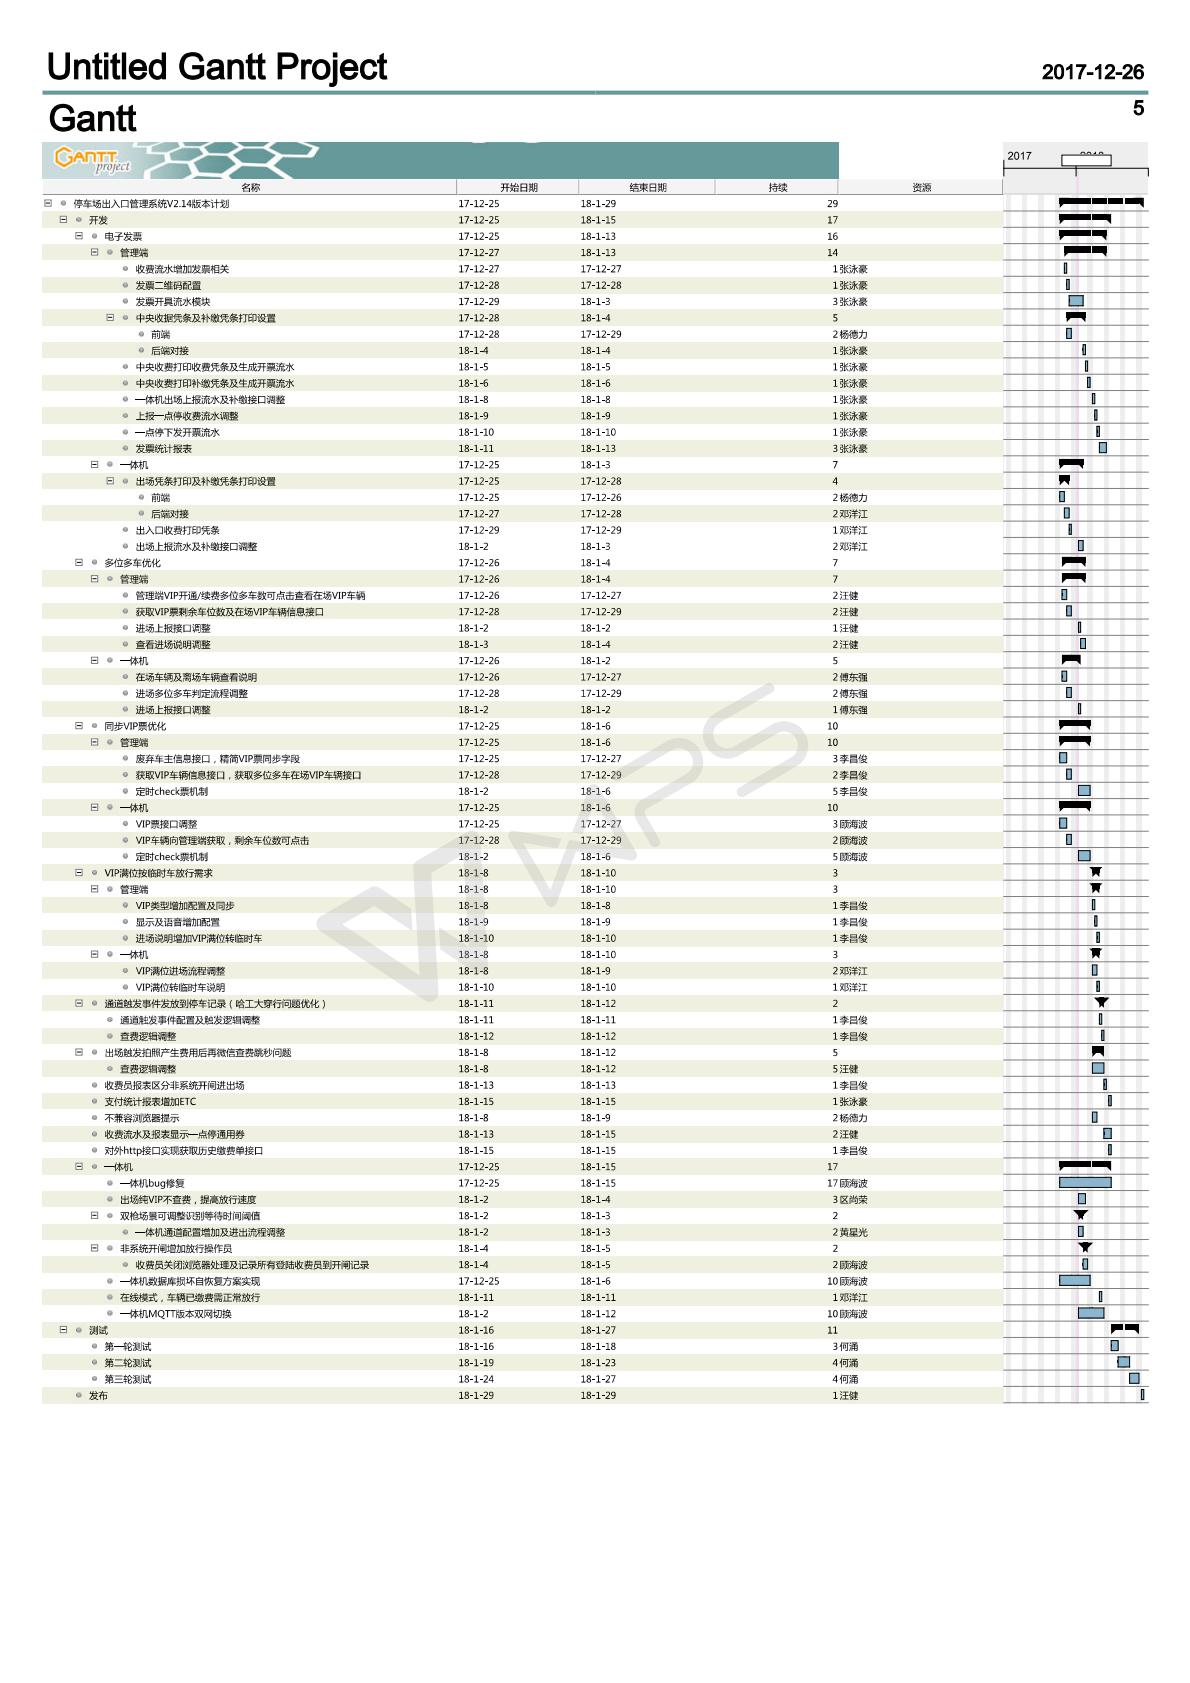 Untitled Gantt Project
2017-12-26
Gantt
5
GANTT project
2017
名称 开始日期 结束日期 持续 资源
停车场出入口管理系统V2.14版本计划 17-12-25 18-1-29 29
开发 17-12-25 18-1-15 17
电子发票 17-12-25 18-1-13 16
管理端 17-12-27 18-1-13 14
收费流水增加发票相关 17-12-27 17-12-27 1 张泳豪
发票二维码配置 17-12-28 17-12-28 1 张泳豪
发票开具流水模块 17-12-29 18-1-3 3 张泳豪
中央收据凭条及补缴凭条打印设置 17-12-28 18-1-4 5
前端 17-12-28 17-12-29 2 杨德力
后端对接 18-1-4 18-1-4 1 张泳豪
中央收费打印收费凭条及生成开票流水 18-1-5 18-1-5 1 张泳豪
中央收费打印补缴凭条及生成开票流水 18-1-6 18-1-6 1 张泳豪
一体机出场上报流水及补缴接口调整 18-1-8 18-1-8 1 张泳豪
上报一点停收费流水调整 18-1-9 18-1-9 1 张泳豪
一点停下发开票流水 18-1-10 18-1-10 1 张泳豪
发票统计报表 18-1-11 18-1-13 3 张泳豪
一体机 17-12-25 18-1-3 7
出场凭条打印及补缴凭条打印设置 17-12-25 17-12-28 4
前端 17-12-25 17-12-26 2 杨德力
后端对接 17-12-27 17-12-28 2 邓洋江
出入口收费打印凭条 17-12-29 17-12-29 1 邓洋江
出场上报流水及补缴接口调整 18-1-2 18-1-3 2 邓洋江
多位多车优化 17-12-26 18-1-4 7
管理端 17-12-26 18-1-4 7
管理端VIP开通/续费多位多车数可点击查看在场VIP车辆 17-12-26 17-12-27 2 汪健
获取VIP票剩余车位数及在场VIP车辆信息接口 17-12-28 17-12-29 2 汪健
进场上报接口调整 18-1-2 18-1-2 1 汪健
查看进场说明调整 18-1-3 18-1-4 2 汪健
一体机 17-12-26 18-1-2 5
在场车辆及离场车辆查看说明 17-12-26 17-12-27 2 傅东强
进场多位多车判定流程调整 17-12-28 17-12-29 2 傅东强
进场上报接口调整 18-1-2 18-1-2 1 傅东强
同步VIP票优化 17-12-25 18-1-6 10
管理端 17-12-25 18-1-6 10
废弃车主信息接口，精简VIP票同步字段 17-12-25 17-12-27 3 李昌俊
获取VIP车辆信息接口，获取多位多车在场VIP车辆接口 17-12-28 17-12-29 2 李昌俊
定时check票机制 18-1-2 18-1-6 5 李昌俊
一体机 17-12-25 18-1-6 10
VIP票接口调整 17-12-25 17-12-27 3 顾海波
VIP车辆向管理端获取，剩余车位数可点击 17-12-28 17-12-29 2 顾海波
定时check票机制 18-1-2 18-1-6 5 顾海波
VIP满位按临时车放行需求 18-1-8 18-1-10 3
管理端 18-1-8 18-1-10 3
VIP类型增加配置及同步 18-1-8 18-1-8 1 李昌俊
显示及语音增加配置 18-1-9 18-1-9 1 李昌俊
进场说明增加VIP满位转临时车 18-1-10 18-1-10 1 李昌俊
一体机 18-1-8 18-1-10 3
VIP满位进场流程调整 18-1-8 18-1-9 2 邓洋江
VIP满位转临时车说明 18-1-10 18-1-10 1 邓洋江
通道触发事件发放到停车记录（哈工大穿行问题优化） 18-1-11 18-1-12 2
通道触发事件配置及触发逻辑调整 18-1-11 18-1-11 1 李昌俊
查费逻辑调整 18-1-12 18-1-12 1 李昌俊
出场触发拍照产生费用后再微信查费跳秒问题 18-1-8 18-1-12 5
查费逻辑调整 18-1-8 18-1-12 5 汪健
收费员报表区分非系统开闸进出场 18-1-13 18-1-13 1 李昌俊
支付统计报表增加ETC 18-1-15 18-1-15 1 张泳豪
不兼容浏览器提示 18-1-8 18-1-9 2 杨德力
收费流水及报表显示一点停通用券 18-1-13 18-1-15 2 汪健
对外http接口实现获取历史缴费单接口 18-1-15 18-1-15 1 李昌俊
一体机 17-12-25 18-1-15 17
一体机bug修复 17-12-25 18-1-15 17 顾海波
出场纯VIP不查费，提高放行速度 18-1-2 18-1-4 3 区尚荣
双枪场景可调整识别等待时间阈值 18-1-2 18-1-3 2
一体机通道配置增加及进出流程调整 18-1-2 18-1-3 2 黄星光
非系统开闸增加放行操作员 18-1-4 18-1-5 2
收费员关闭浏览器处理及记录所有登陆收费员到开闸记录 18-1-4 18-1-5 2 顾海波
一体机数据库损坏自恢复方案实现 17-12-25 18-1-6 10 顾海波
在线模式，车辆已缴费需正常放行 18-1-11 18-1-11 1 邓洋江
一体机MQTT版本双网切换 18-1-2 18-1-12 10 顾海波
测试 18-1-16 18-1-27 11
第一轮测试 18-1-16 18-1-18 3 何涌
第二轮测试 18-1-19 18-1-23 4 何涌
第三轮测试 18-1-24 18-1-27 4 何涌
发布 18-1-29 18-1-29 1 汪健